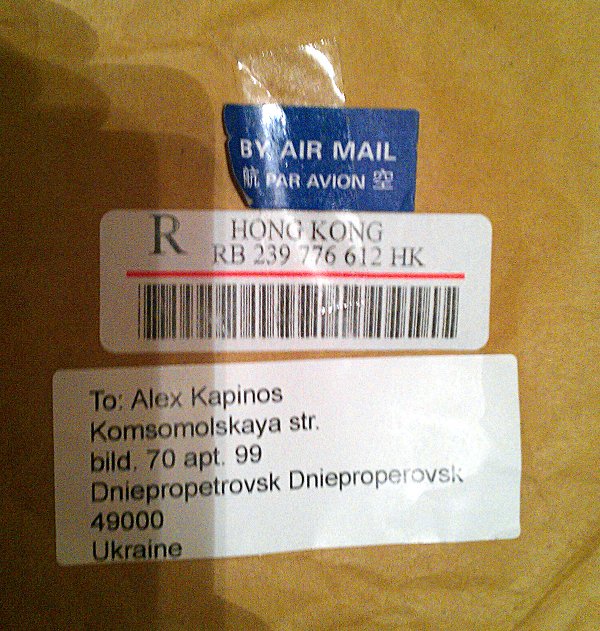 BY AIR MAIL
航 PAR AVION 空
R HONG KONG
RB 239 776 612 HK
To: Alex Kapinos
Komsomolskaya str.
bild. 70 apt. 99
Dniepropetrovsk Dnieproperovsk
49000
Ukraine